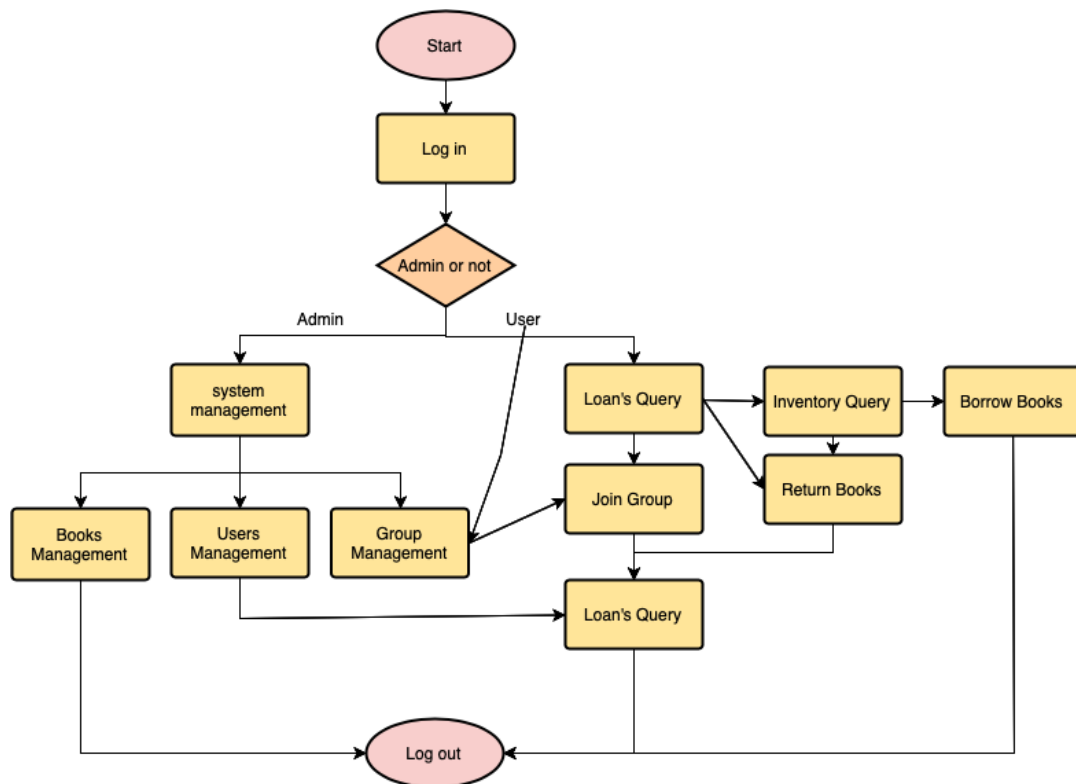 Start
Log in
Admin or not
Admin
User
system
management
Loan's Query
Inventory Query
Borrow Books
Books
Management
Users
Management
Group
Management
Join Group
Return Books
Loan's Query
Log out